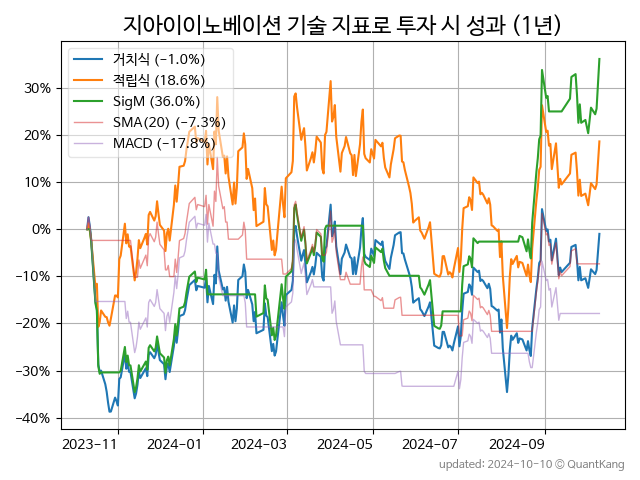 지아이이노베이션 기술 지표로 투자 시 성과 (1년)
거치식 (-1.0%)
적립식 (18.6%)
SigM (36.0%)
SMA(20) (-7.3%)
MACD (-17.8%)
30%
20%
10%
0%
-10%
-20%
-30%
-40%
2023-11 2024-01 2024-03 2024-05 2024-07 2024-09
updated: 2024-10-10 © QuantKang